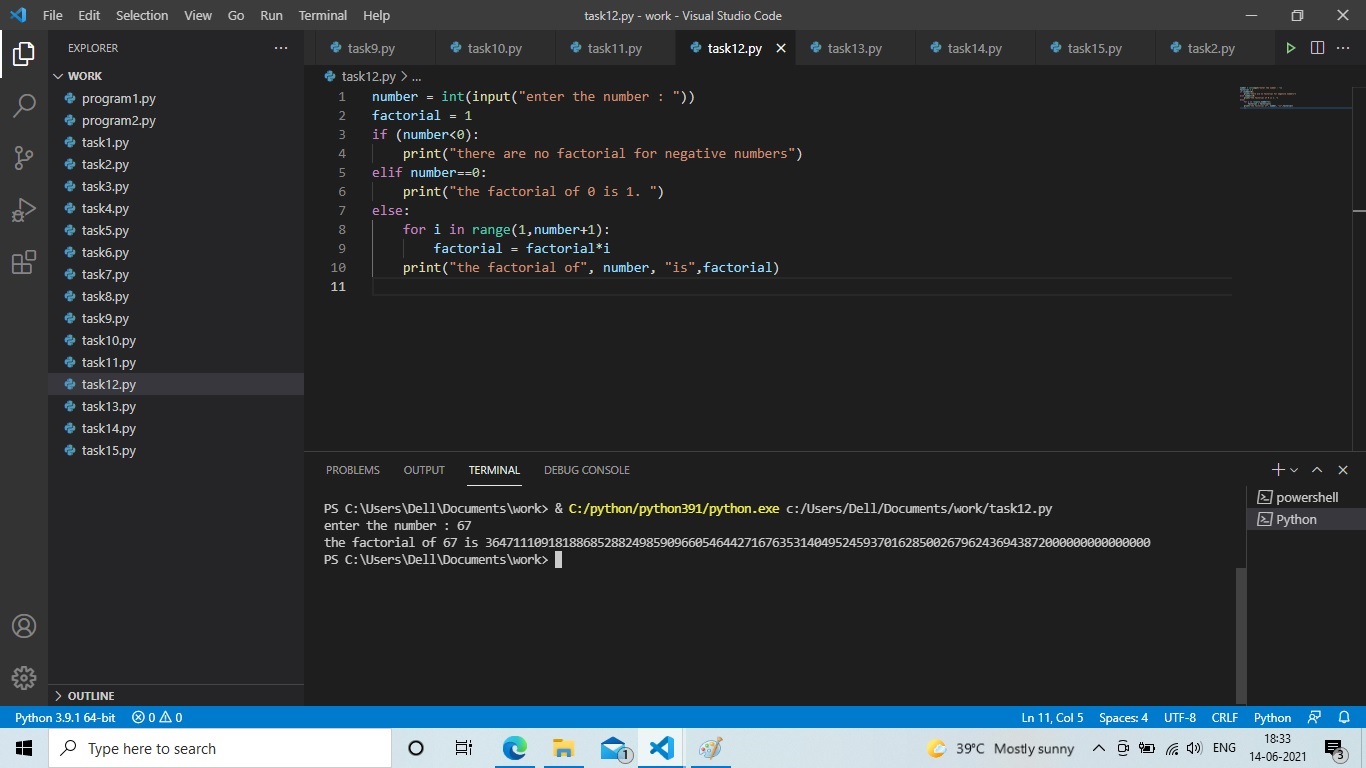 File Edit Selection View Go Run Terminal Help
task12.py - work - Visual Studio Code
EXPLORER
task9.py task10.py task11.py task12.py task13.py task14.py task15.py task2.py
WORK
program1.py
program2.py
task1.py
task2.py
task3.py
task4.py
task5.py
task6.py
task7.py
task8.py
task9.py
task10.py
task11.py
task12.py
task13.py
task14.py
task15.py
OUTLINE
task12.py > ...
1 number = int(input("enter the number : "))
2 factorial = 1
3 if (number<0):
4 print("there are no factorial for negative numbers")
5 elif number==0:
6 print("the factorial of 0 is 1. ")
7 else:
8 for i in range(1,number+1):
9 factorial = factorial*i
10 print("the factorial of", number, "is",factorial)
11
PROBLEMS OUTPUT TERMINAL DEBUG CONSOLE
PS C:\Users\Dell\Documents\work> & C:/python/python391/python.exe c:/Users/Dell/Documents/work/task12.py
enter the number : 67
the factorial of 67 is 36471110918188685288249859096605464427167635314049524593701628500267962436943872000000000000000
PS C:\Users\Dell\Documents\work>
powershell
Python
Python 3.9.1 64-bit 0 0
Ln 11, Col 5 Spaces: 4 UTF-8 CRLF Python
Type here to search
1
39°C Mostly sunny
ENG
18:33
14-06-2021
3